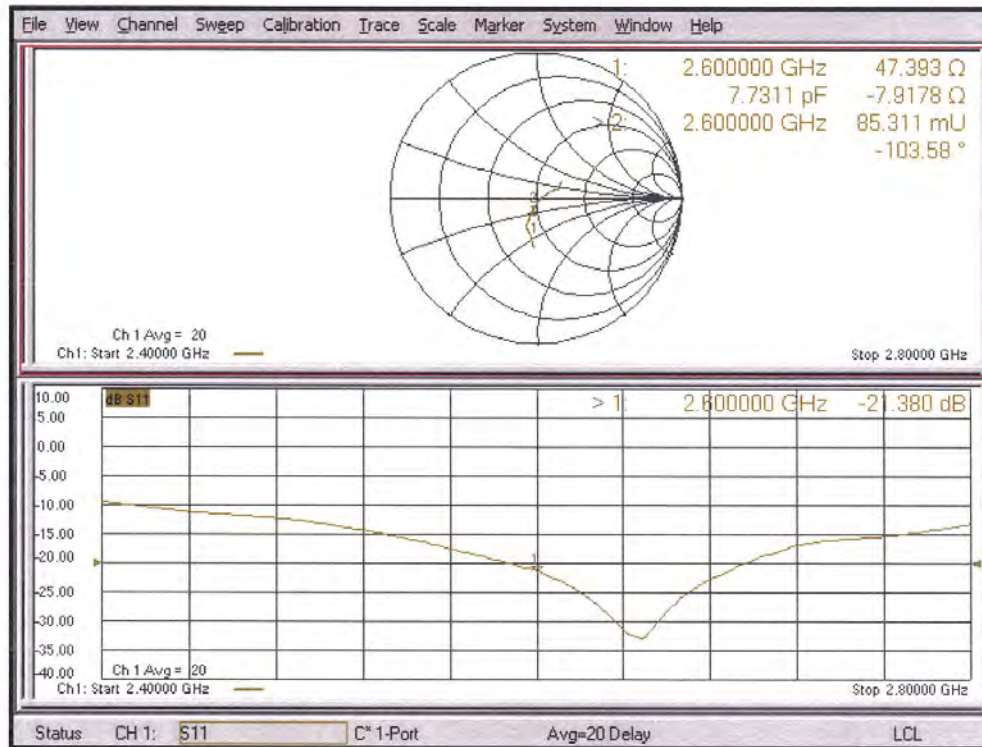 File View Channel Sweep Calibration Trace Scale Marker System Window Help
1: 2.600000 GHz 47.393 Ω
7.7311 pF -7.9178 Ω
> 2: 2.600000 GHz 85.311 mU
-103.58 °
1
Ch 1 Avg = 20
Ch1: Start 2.40000 GHz Stop 2.80000 GHz
10.00 dB S11 > 1: 2.600000 GHz -21.380 dB
5.00
0.00
-5.00
-10.00
-15.00
-20.00
1
-25.00
-30.00
-35.00
-40.00 Ch 1 Avg = 20
Ch1: Start 2.40000 GHz Stop 2.80000 GHz
Status CH 1: S11 C* 1-Port Avg=20 Delay LCL